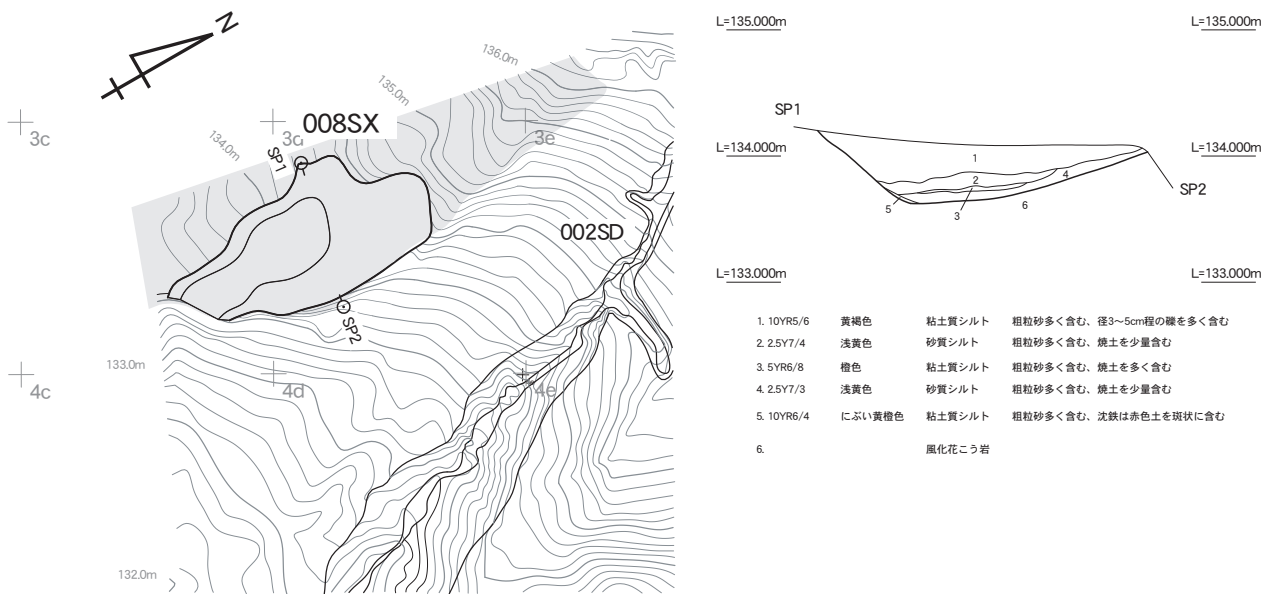 N
136.0m
135.0m
134.0m
3c
3d
008SX
3e
SP1
002SD
SP2
133.0m
4c
4d
4e
132.0m
L=135.000m
L=135.000m
SP1
L=134.000m
L=134.000m
1
2
4
SP2
5
3
6
L=133.000m
L=133.000m
1. 10YR5/6 黄褐色 粘土質シルト 粗粒砂多く含む、径3〜5cm程の礫を多く含む
2. 2.5Y7/4 浅黄色 砂質シルト 粗粒砂多く含む、焼土を少量含む
3. 5YR6/8 橙色 粘土質シルト 粗粒砂多く含む、焼土を多く含む
4. 2.5Y7/3 浅黄色 砂質シルト 粗粒砂多く含む、焼土を少量含む
5. 10YR6/4 にぶい黄橙色 粘土質シルト 粗粒砂多く含む、沈鉄は赤色土を斑状に含む
6. 風化花こう岩